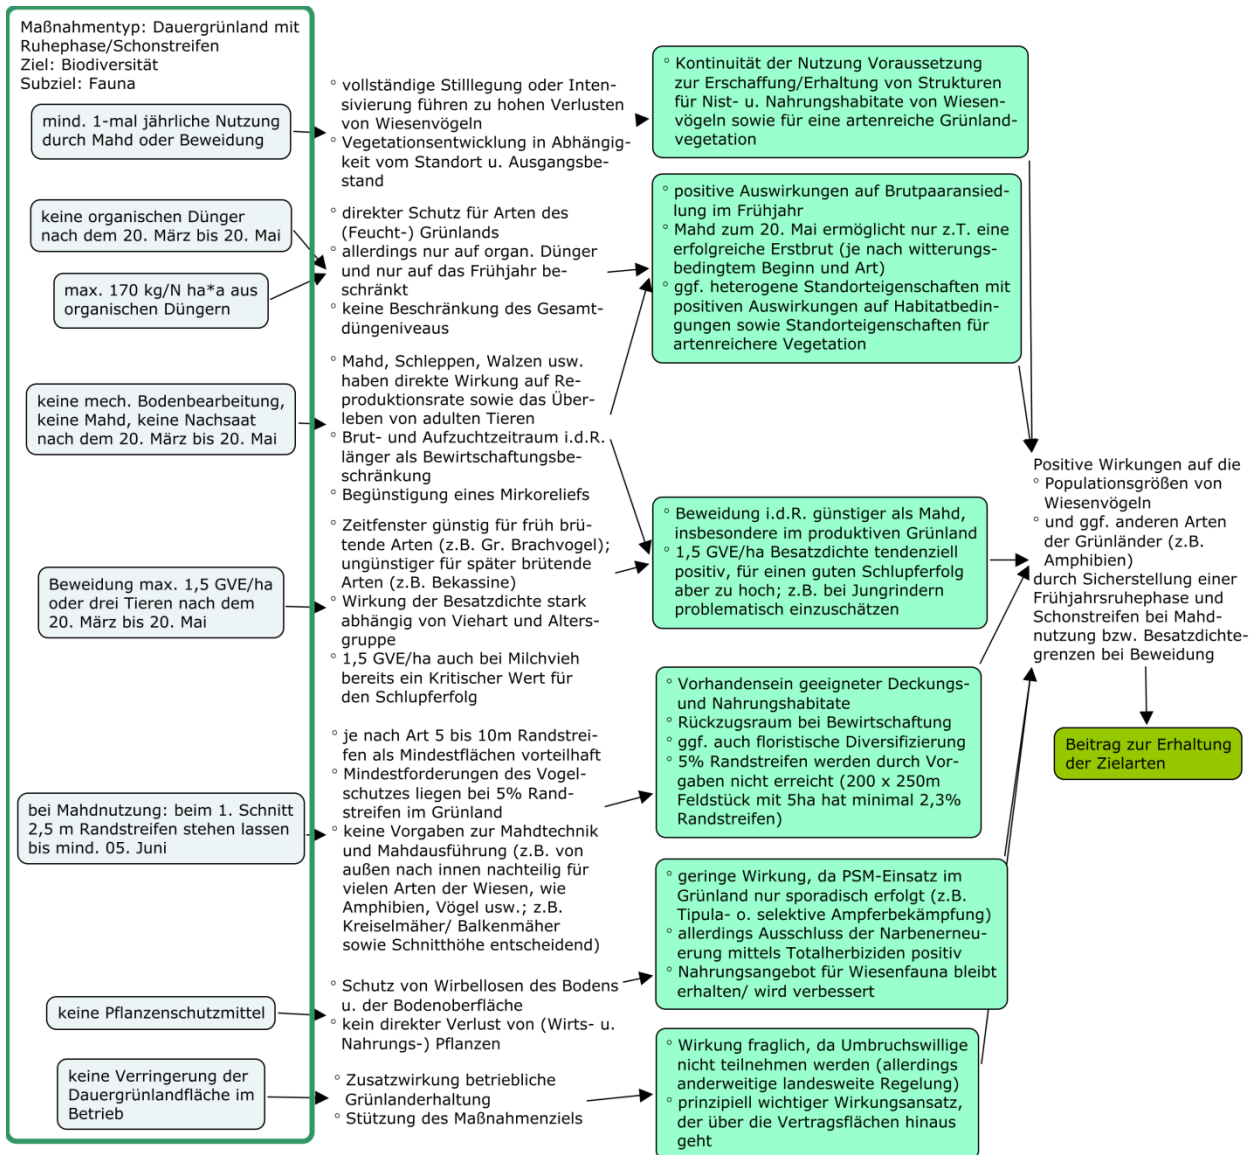 Maßnahmentyp: Dauergrünland mit
Ruhephase/Schonstreifen
Ziel: Biodiversität
Subziel: Fauna
mind. 1-mal jährliche Nutzung
durch Mahd oder Beweidung
keine organischen Dünger
nach dem 20. März bis 20. Mai
max. 170 kg/N ha*a aus
organischen Düngern
keine mech. Bodenbearbeitung,
keine Mahd, keine Nachsaat
nach dem 20. März bis 20. Mai
Beweidung max. 1,5 GVE/ha
oder drei Tieren nach dem
20. März bis 20. Mai
bei Mahdnutzung: beim 1. Schnitt
2,5 m Randstreifen stehen lassen
bis mind. 05. Juni
keine Pflanzenschutzmittel
keine Verringerung der
Dauergrünlandfläche im
Betrieb
° vollständige Stilllegung oder Inten-
sivierung führen zu hohen Verlusten
von Wiesenvögeln
° Vegetationsentwicklung in Abhängig-
keit vom Standort u. Ausgangsbe-
stand
° direkter Schutz für Arten des
(Feucht-) Grünlands
° allerdings nur auf organ. Dünger
und nur auf das Frühjahr be-
schränkt
° keine Beschränkung des Gesamt-
düngeniveaus
° Mahd, Schleppen, Walzen usw.
haben direkte Wirkung auf Re-
produktionsrate sowie das Über-
leben von adulten Tieren
° Brut- und Aufzuchtzeitraum i.d.R.
länger als Bewirtschaftungsbe-
schränkung
° Begünstigung eines Mirkoreliefs
° Zeitfenster günstig für früh brü-
tende Arten (z.B. Gr. Brachvogel);
ungünstiger für später brütende
Arten (z.B. Bekassine)
° Wirkung der Besatzdichte stark
abhängig von Viehart und Alters-
gruppe
° 1,5 GVE/ha auch bei Milchvieh
bereits ein Kritischer Wert für
den Schlupferfolg
° je nach Art 5 bis 10m Randstrei-
fen als Mindestflächen vorteilhaft
° Mindestforderungen des Vogel-
schutzes liegen bei 5% Rand-
streifen im Grünland
° keine Vorgaben zur Mahdtechnik
und Mahdausführung (z.B. von
außen nach innen nachteilig für
vielen Arten der Wiesen, wie
Amphibien, Vögel usw.; z.B.
Kreiselmäher/ Balkenmäher
sowie Schnitthöhe entscheidend)
° Schutz von Wirbellosen des Bodens
u. der Bodenoberfläche
° kein direkter Verlust von (Wirts- u.
Nahrungs-) Pflanzen
° Zusatzwirkung betriebliche
Grünlanderhaltung
° Stützung des Maßnahmenziels
° Kontinuität der Nutzung Voraussetzung
zur Erschaffung/Erhaltung von Strukturen
für Nist- u. Nahrungshabitate von Wiesen-
vögeln sowie für eine artenreiche Grünland-
vegetation
° positive Auswirkungen auf Brutpaaransied-
lung im Frühjahr
° Mahd zum 20. Mai ermöglicht nur z.T. eine
erfolgreiche Erstbrut (je nach witterungs-
bedingtem Beginn und Art)
° ggf. heterogene Standorteigenschaften mit
positiven Auswirkungen auf Habitatbedin-
gungen sowie Standorteigenschaften für
artenreichere Vegetation
° Beweidung i.d.R. günstiger als Mahd,
insbesondere im produktiven Grünland
° 1,5 GVE/ha Besatzdichte tendenziell
positiv, für einen guten Schlupferfolg
aber zu hoch; z.B. bei Jungrindern
problematisch einzuschätzen
° Vorhandensein geeigneter Deckungs-
und Nahrungshabitate
° Rückzugsraum bei Bewirtschaftung
° ggf. auch floristische Diversifizierung
° 5% Randstreifen werden durch Vor-
gaben nicht erreicht (200 x 250m
Feldstück mit 5ha hat minimal 2,3%
Randstreifen)
° geringe Wirkung, da PSM-Einsatz im
Grünland nur sporadisch erfolgt (z.B.
Tipula- o. selektive Ampferbekämpfung)
° allerdings Ausschluss der Narbenerneu-
erung mittels Totalherbiziden positiv
° Nahrungsangebot für Wiesenfauna bleibt
erhalten/ wird verbessert
° Wirkung fraglich, da Umbruchswillige
nicht teilnehmen werden (allerdings
anderweitige landesweite Regelung)
° prinzipiell wichtiger Wirkungsansatz,
der über die Vertragsflächen hinaus
geht
Positive Wirkungen auf die
° Populationsgrößen von
Wiesenvögeln
° und ggf. anderen Arten
der Grünländer (z.B.
Amphibien)
durch Sicherstellung einer
Frühjahrsruhephase und
Schonstreifen bei Mahd-
nutzung bzw. Besatzdichte-
grenzen bei Beweidung
Beitrag zur Erhaltung
der Zielarten